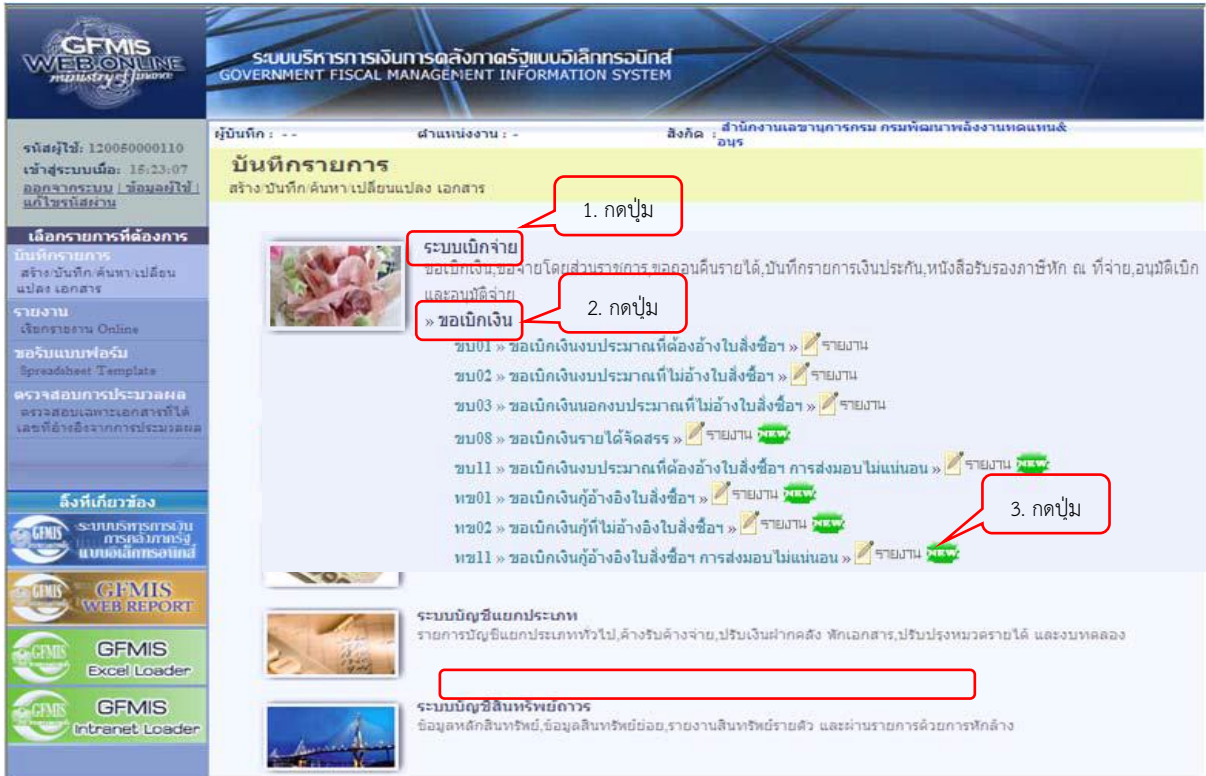 GFMIS
WEB ONLINE
ministry of finance
ระบบบริหารการเงินการคลังภาครัฐแบบอิเล็กทรอนิกส์
GOVERNMENT FISCAL MANAGEMENT INFORMATION SYSTEM
ผู้บันทึก : - - ตำแหน่งงาน : - สังกัด : สำนักงานเลขานุการกรม กรมพัฒนาพลังงานทดแทน&
อนุร
รหัสผู้ใช้: 120050000110
เข้าสู่ระบบเมื่อ: 15:23:07
ออกจากระบบ | ข้อมูลผู้ใช้ |
แก้ไขรหัสผ่าน
บันทึกรายการ
สร้าง/บันทึก/ค้นหา/เปลี่ยนแปลง เอกสาร
เลือกรายการที่ต้องการ
บันทึกรายการ
สร้าง/บันทึก/ค้นหา/เปลี่ยน
แปลง เอกสาร
รายงาน
เรียกรายงาน Online
ขอรับแบบฟอร์ม
Spreadsheet Template
ตรวจสอบการประมวลผล
ตรวจสอบเฉพาะเอกสารที่ได้
เลขที่อ้างอิงจากการประมวลผล
ลิ้งที่เกี่ยวข้อง
GFMIS ระบบบริหารการเงิน
การคลังภาครัฐ
แบบอิเล็กทรอนิกส์
GFMIS GFMIS
WEB REPORT
GFMIS GFMIS
Excel Loader
GFMIS GFMIS
Intranet Loader
1. กดปุ่ม
ระบบเบิกจ่าย
ขอเบิกเงิน,ขอจ่ายโดยส่วนราชการ,ขอถอนคืนรายได้,บันทึกรายการเงินประกัน,หนังสือรับรองภาษีหัก ณ ที่จ่าย,อนุมัติเบิก
และอนุมัติจ่าย
2. กดปุ่ม
» ขอเบิกเงิน
ขบ01 » ขอเบิกเงินงบประมาณที่ต้องอ้างใบสั่งซื้อฯ » รายงาน
ขบ02 » ขอเบิกเงินงบประมาณที่ไม่อ้างใบสั่งซื้อฯ » รายงาน
ขบ03 » ขอเบิกเงินนอกงบประมาณที่ไม่อ้างใบสั่งซื้อฯ » รายงาน
ขบ08 » ขอเบิกเงินรายได้จัดสรร » รายงาน NEW
ขบ11 » ขอเบิกเงินงบประมาณที่ต้องอ้างใบสั่งซื้อฯ การส่งมอบไม่แน่นอน » รายงาน NEW
ทข01 » ขอเบิกเงินกู้อ้างอิงใบสั่งซื้อฯ » รายงาน NEW
3. กดปุ่ม
ทข02 » ขอเบิกเงินกู้ที่ไม่อ้างอิงใบสั่งซื้อฯ » รายงาน NEW
ทข11 » ขอเบิกเงินกู้อ้างอิงใบสั่งซื้อฯ การส่งมอบไม่แน่นอน » รายงาน NEW
ระบบบัญชีแยกประเภท
รายการบัญชีแยกประเภททั่วไป,ค้างรับค้างจ่าย,ปรับเงินฝากคลัง พักเอกสาร,ปรับปรุงหมวดรายได้ และงบทดลอง
ระบบบัญชีสินทรัพย์ถาวร
ข้อมูลหลักสินทรัพย์,ข้อมูลสินทรัพย์ย่อย,รายงานสินทรัพย์รายตัว และผ่านรายการด้วยการหักล้าง